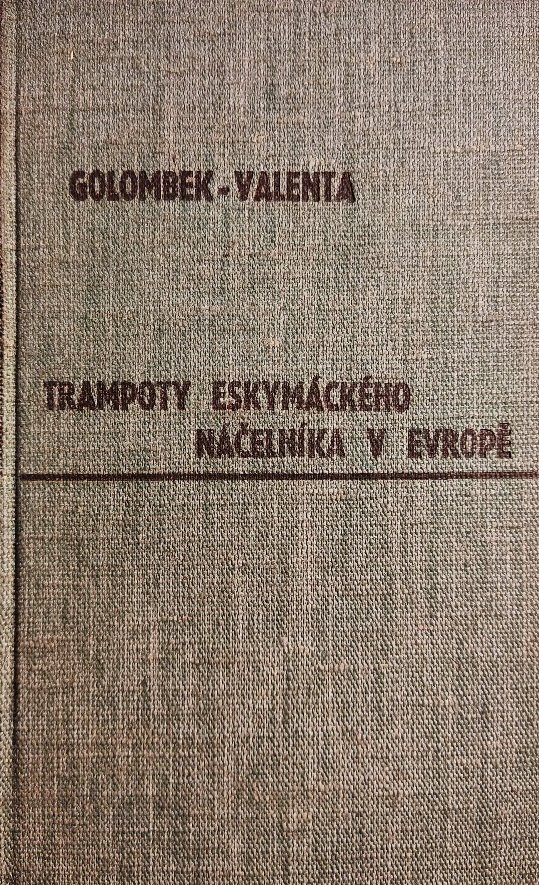 GOLOMBEK-VALENTA
TRAMPOTY ESKYMÁCKÉHO
NÁČELNÍKA V EVROPĚ